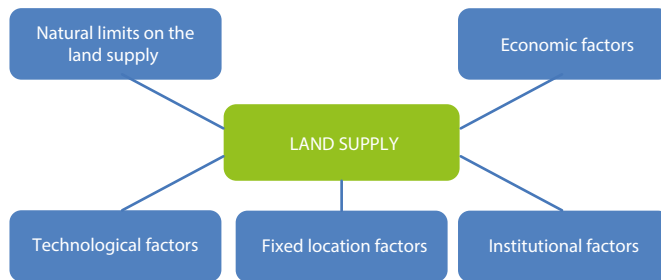 Natural limits on the
land supply
Economic factors
LAND SUPPLY
Technological factors
Fixed location factors
Institutional factors